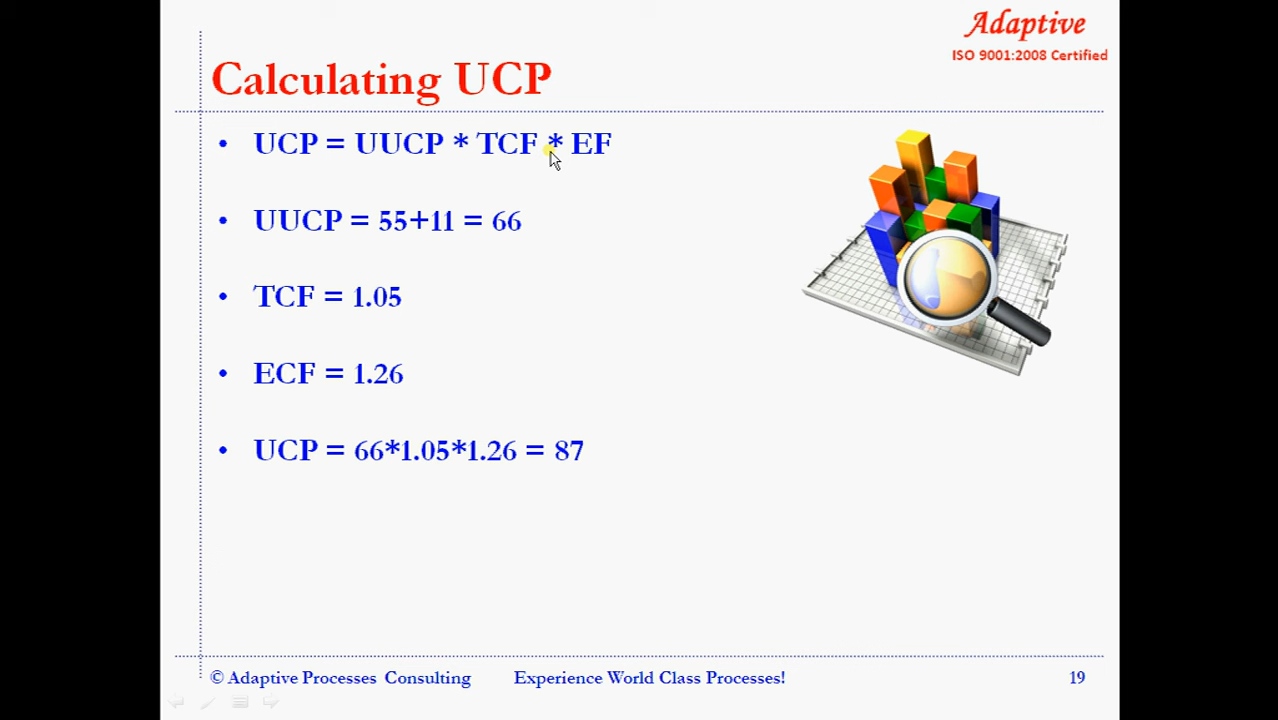 Adaptive
ISO 9001:2008 Certified
Calculating UCP
• UCP = UUCP * TCF * EF
• UUCP = 55+11 = 66
• TCF = 1.05
• ECF = 1.26
• UCP = 66*1.05*1.26 = 87
© Adaptive Processes Consulting Experience World Class Processes! 19